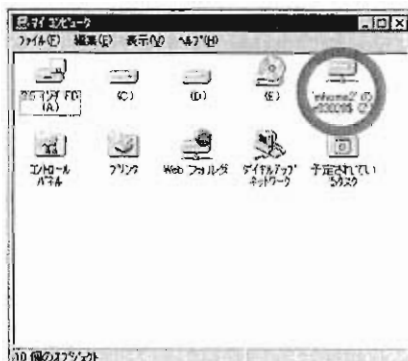 マイ コンピュータ
ファイル(F) 編集(E) 表示(V) ヘルプ(H)
3.5インチ FD
(A)
(C)
(D)
(E)
'mhome2' の
(Z)
コントロール
パネル
プリンタ
Web フォルダ
ダイヤルアップ
ネットワーク
予定されてい
るタスク
10 個のオブジェクト